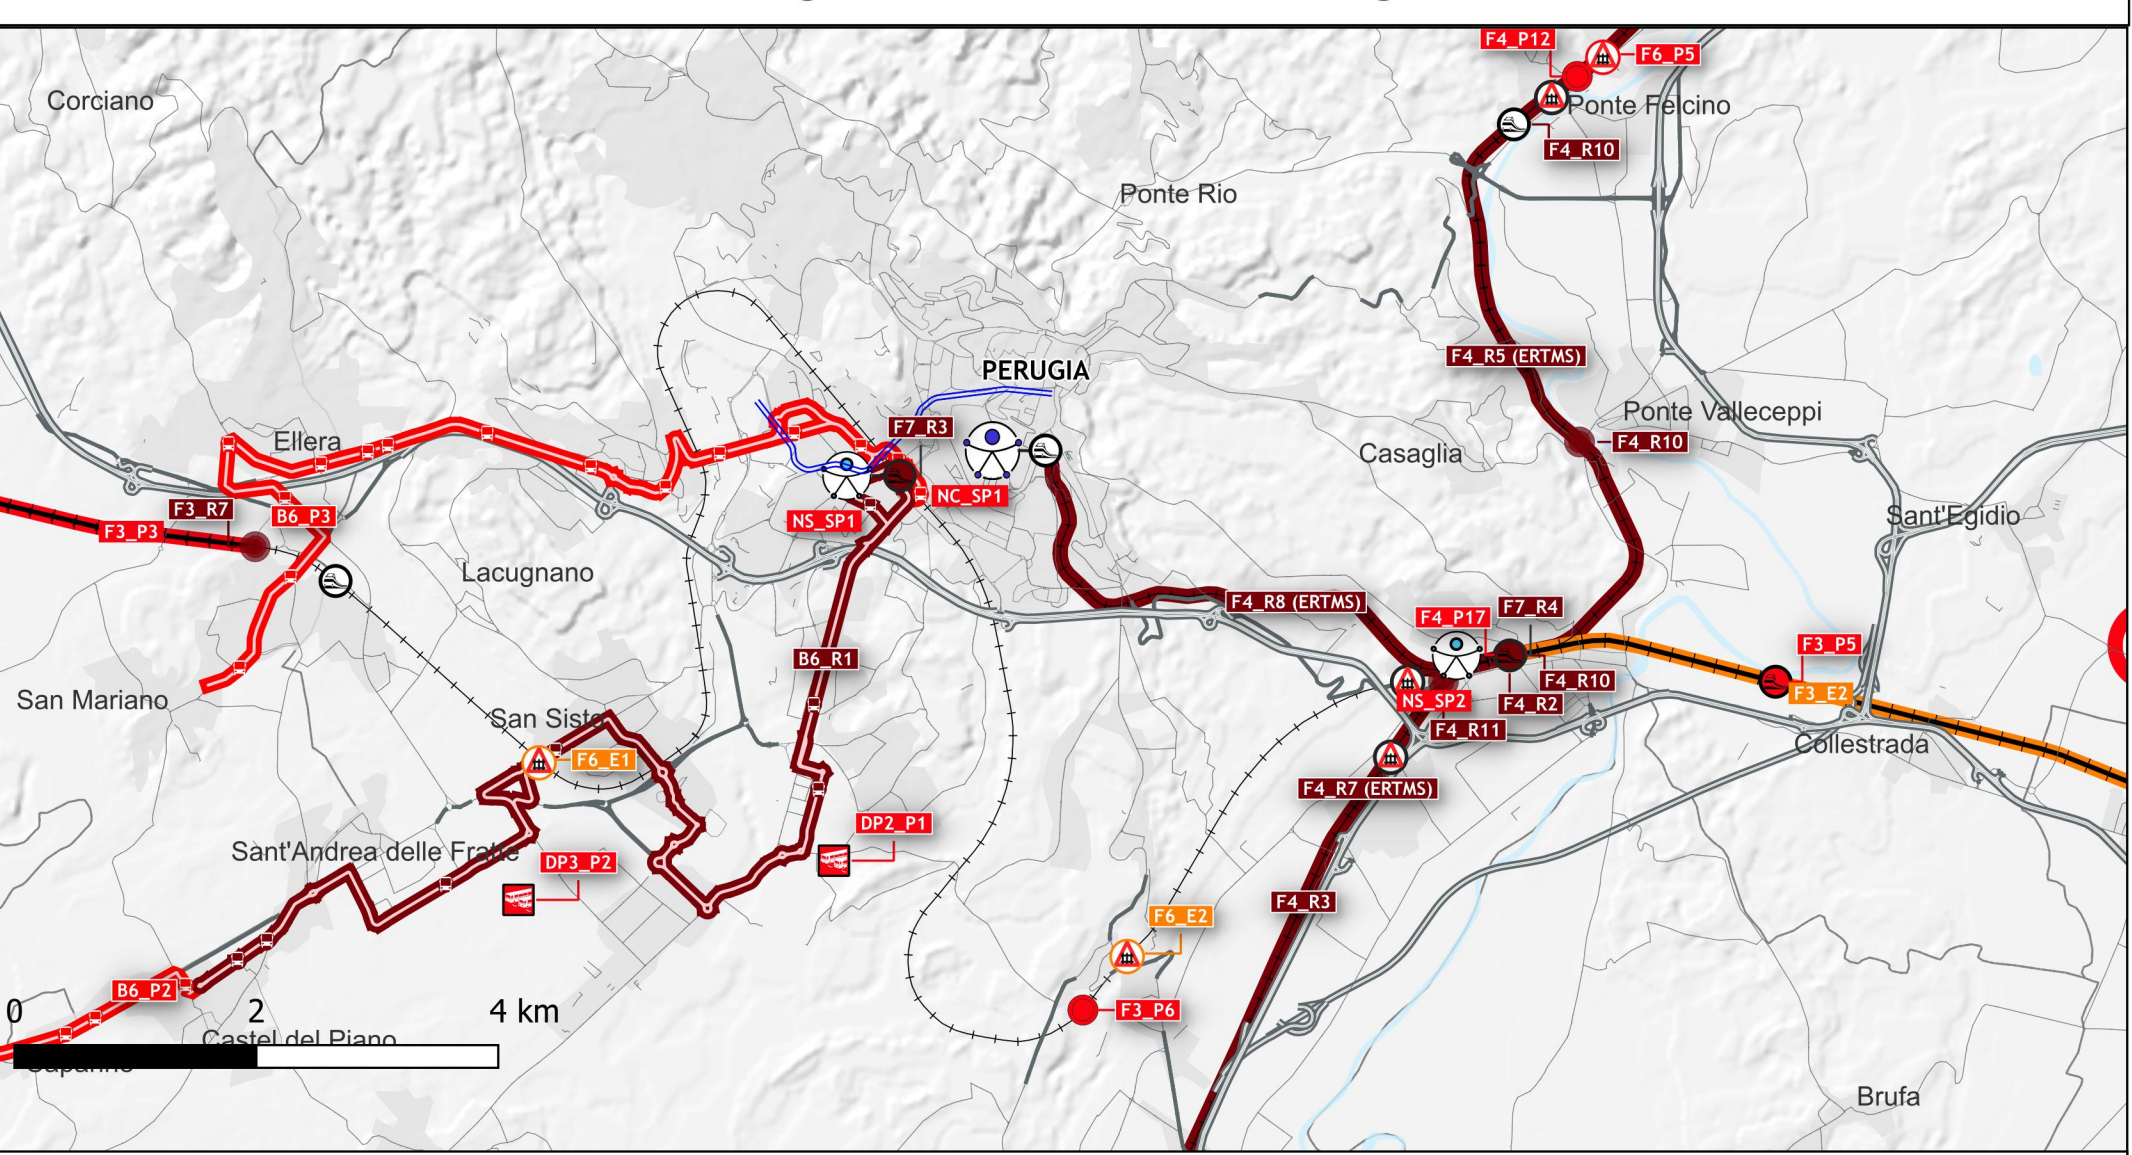 F4_P12
F6_P5
Corciano
Ponte Felcino
F4_R10
Ponte Rio
F4_R5 (ERTMS)
PERUGIA
Ponte Valleceppi
F7_R3
Ellera
F4_R10
Casaglia
NC_SP1
F3_R7
B6_P3
NS_SP1
Sant'Egidio
F3_P3
Lacugnano
F4_R8 (ERTMS)
F7_R4
F4_P17
F3_P5
B6_R1
F4_R10
F3_E2
San Mariano
NS_SP2
F4_R2
San Sisto
F4_R11
Collestrada
F6_E1
F4_R7 (ERTMS)
DP2_P1
Sant'Andrea delle Fratte
DP3_P2
F4_R3
F6_E2
B6_P2
0 2 4 km
F3_P6
Castel del Piano
Brufa